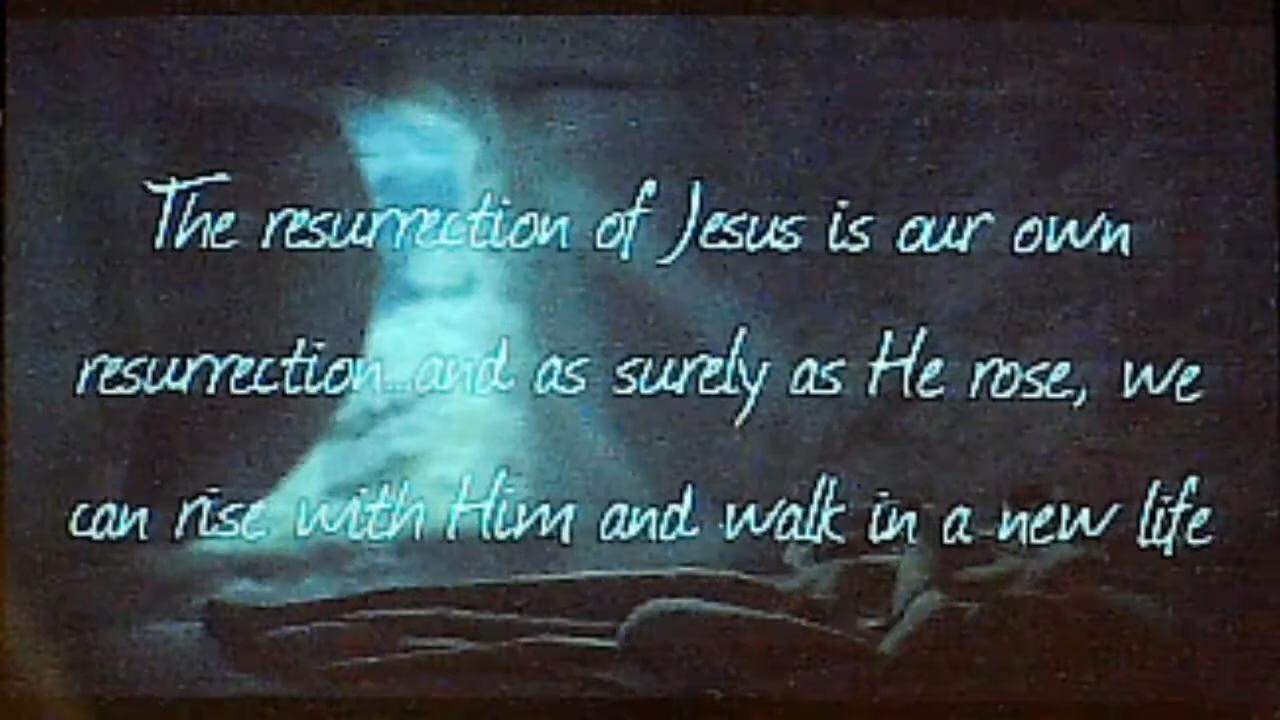 The resurrection of Jesus is our own
resurrection...and as surely as He rose, we
can rise with Him and walk in a new life